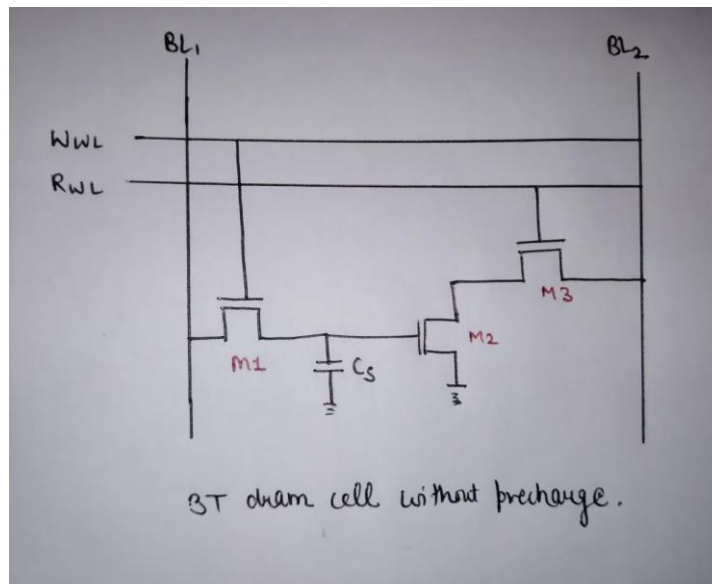 BL1
BL2
WWL
RWL
M3
M2
M1
CS
3T dram cell without precharge.